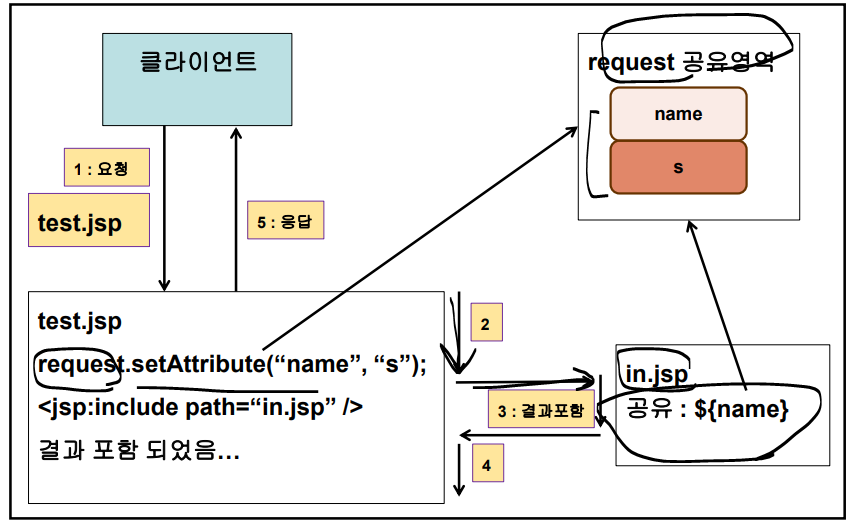 클라이언트
request 공유영역
name
s
1 : 요청
test.jsp
5 : 응답
test.jsp
request.setAttribute(“name”, “s”);
<jsp:include path=“in.jsp” />
결과 포함 되었음…
2
3 : 결과포함
4
in.jsp
공유 : ${name}